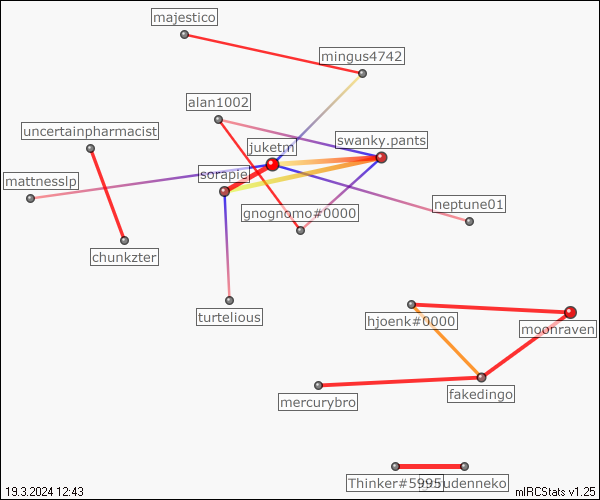 majestico
mingus4742
alan1002
uncertainpharmacist
swanky.pants
juketm
sorapie
mattnesslp
neptune01
gnognomo#0000
chunkzter
turtelious
hjoenk#0000
moonraven
fakedingo
mercurybro
Thinker#5995
19.3.2024 12:43
mIRCStats v1.25